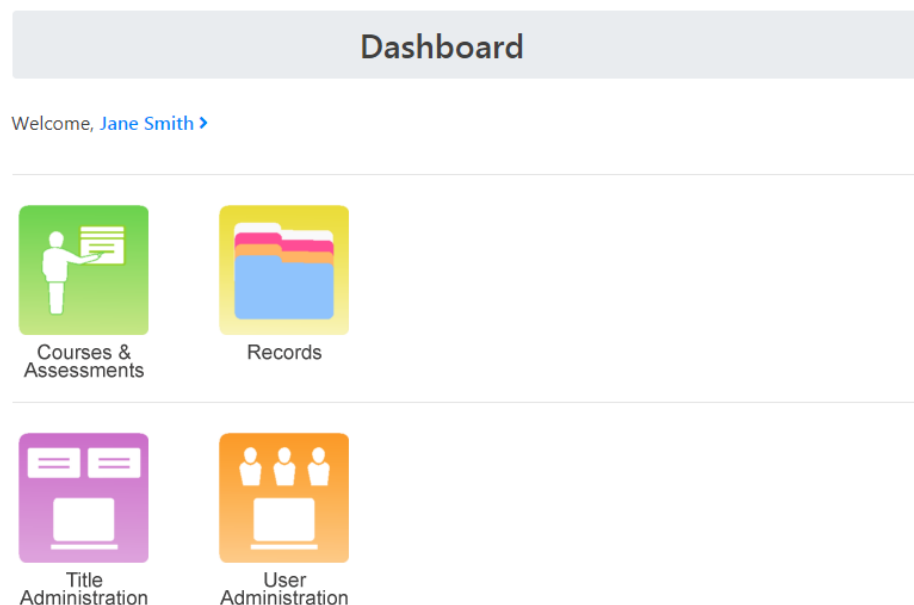 Dashboard
Welcome, Jane Smith >
Courses &
Assessments
Records
Title
Administration
User
Administration